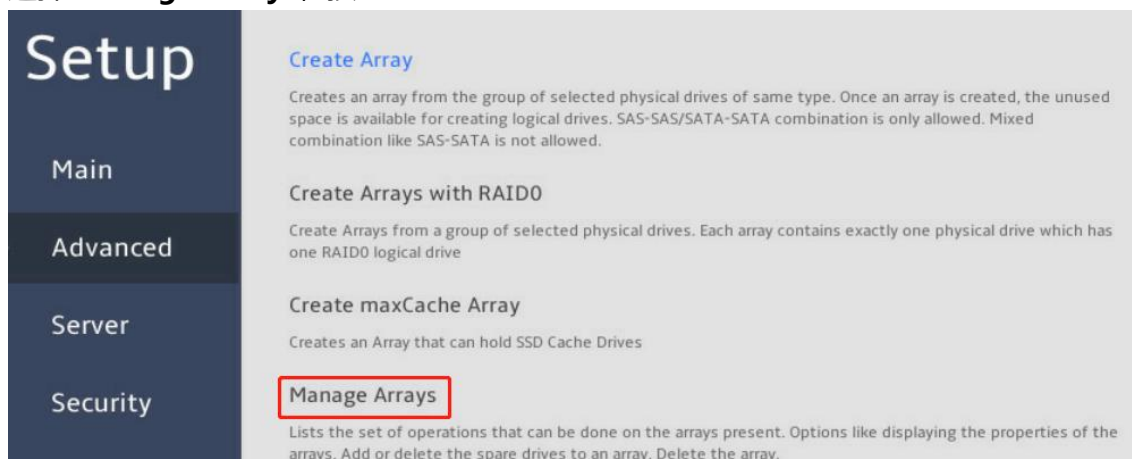 Setup
Main
Advanced
Server
Security
Create Array
Creates an array from the group of selected physical drives of same type. Once an array is created, the unused
space is available for creating logical drives. SAS-SAS/SATA-SATA combination is only allowed. Mixed
combination like SAS-SATA is not allowed.
Create Arrays with RAID0
Create Arrays from a group of selected physical drives. Each array contains exactly one physical drive which has
one RAID0 logical drive
Create maxCache Array
Creates an Array that can hold SSD Cache Drives
Manage Arrays
Lists the set of operations that can be done on the arrays present. Options like displaying the properties of the
arrays. Add or delete the spare drives to an array. Delete the array.